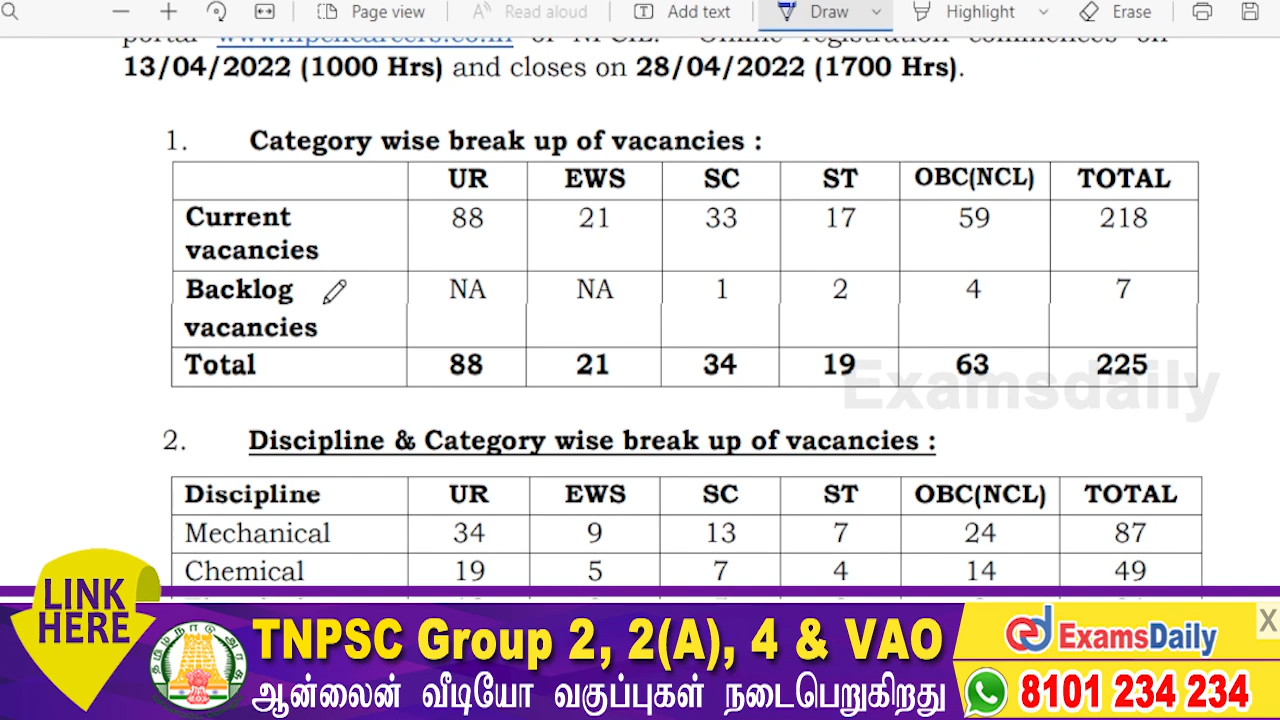 Page view Read aloud Add text Draw Highlight Erase
13/04/2022 (1000 Hrs) and closes on 28/04/2022 (1700 Hrs).
1. Category wise break up of vacancies :
UR EWS SC ST OBC(NCL) TOTAL
Current vacancies 88 21 33 17 59 218
Backlog vacancies NA NA 1 2 4 7
Total 88 21 34 19 63 225
Examsdaily
2. Discipline & Category wise break up of vacancies :
Discipline UR EWS SC ST OBC(NCL) TOTAL
Mechanical 34 9 13 7 24 87
Chemical 19 5 7 4 14 49
LINK
HERE
TNPSC Group 2, 2(A), 4 & VAO
ஆன்லைன் வீடியோ வகுப்புகள் நடைபெறுகிறது
ExamsDaily
8101 234 234
X